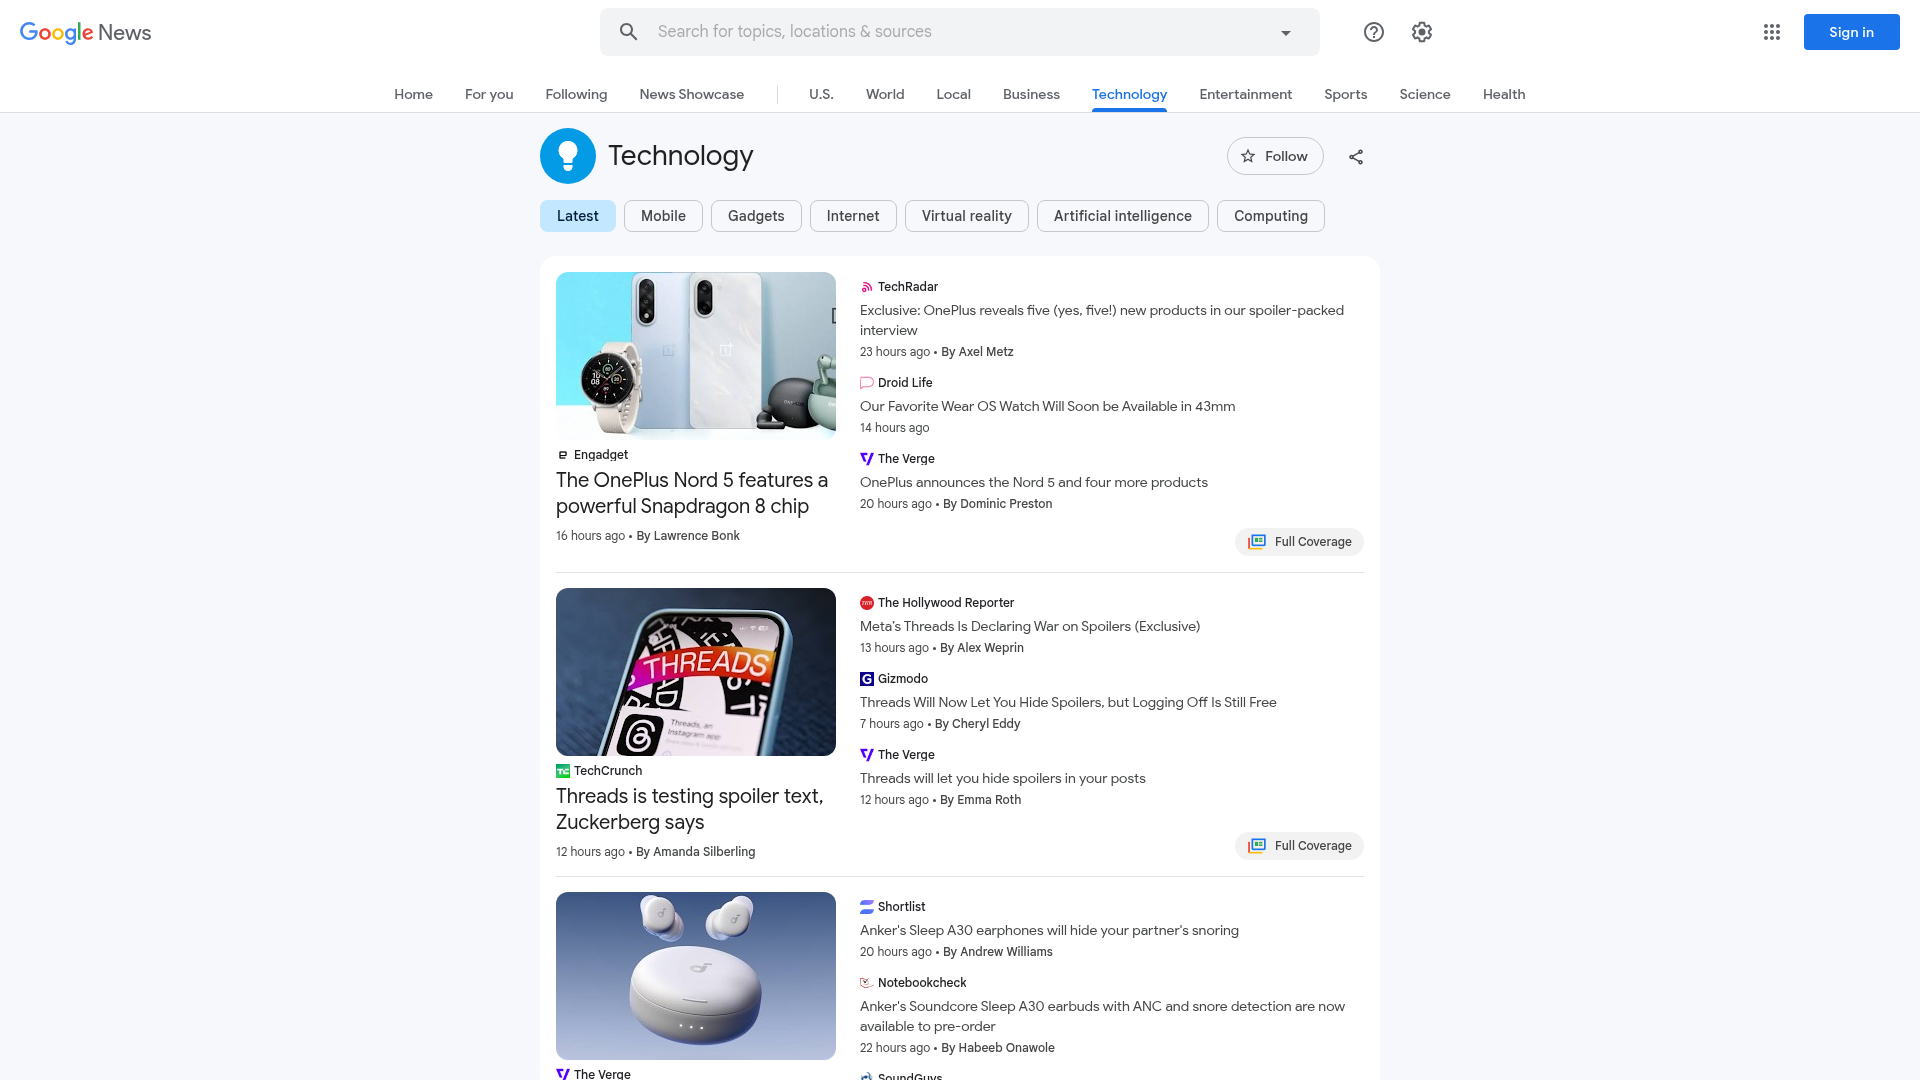 Google News
Search for topics, locations & sources
Sign in
Home
For you
Following
News Showcase
U.S.
World
Local
Business
Technology
Entertainment
Sports
Science
Health
Technology
Follow
Latest
Mobile
Gadgets
Internet
Virtual reality
Artificial intelligence
Computing
Engadget
The OnePlus Nord 5 features a
powerful Snapdragon 8 chip
16 hours ago • By Lawrence Bonk
TechRadar
Exclusive: OnePlus reveals five (yes, five!) new products in our spoiler-packed
interview
23 hours ago • By Axel Metz
Droid Life
Our Favorite Wear OS Watch Will Soon be Available in 43mm
14 hours ago
The Verge
OnePlus announces the Nord 5 and four more products
20 hours ago • By Dominic Preston
Full Coverage
THREADS
Threads, an
Instagram app
TechCrunch
Threads is testing spoiler text,
Zuckerberg says
12 hours ago • By Amanda Silberling
The Hollywood Reporter
Meta's Threads Is Declaring War on Spoilers (Exclusive)
13 hours ago • By Alex Weprin
Gizmodo
Threads Will Now Let You Hide Spoilers, but Logging Off Is Still Free
7 hours ago • By Cheryl Eddy
The Verge
Threads will let you hide spoilers in your posts
12 hours ago • By Emma Roth
Full Coverage
The Verge
Shortlist
Anker's Sleep A30 earphones will hide your partner's snoring
20 hours ago • By Andrew Williams
Notebookcheck
Anker's Soundcore Sleep A30 earbuds with ANC and snore detection are now
available to pre-order
22 hours ago • By Habeeb Onawole
SoundGuys